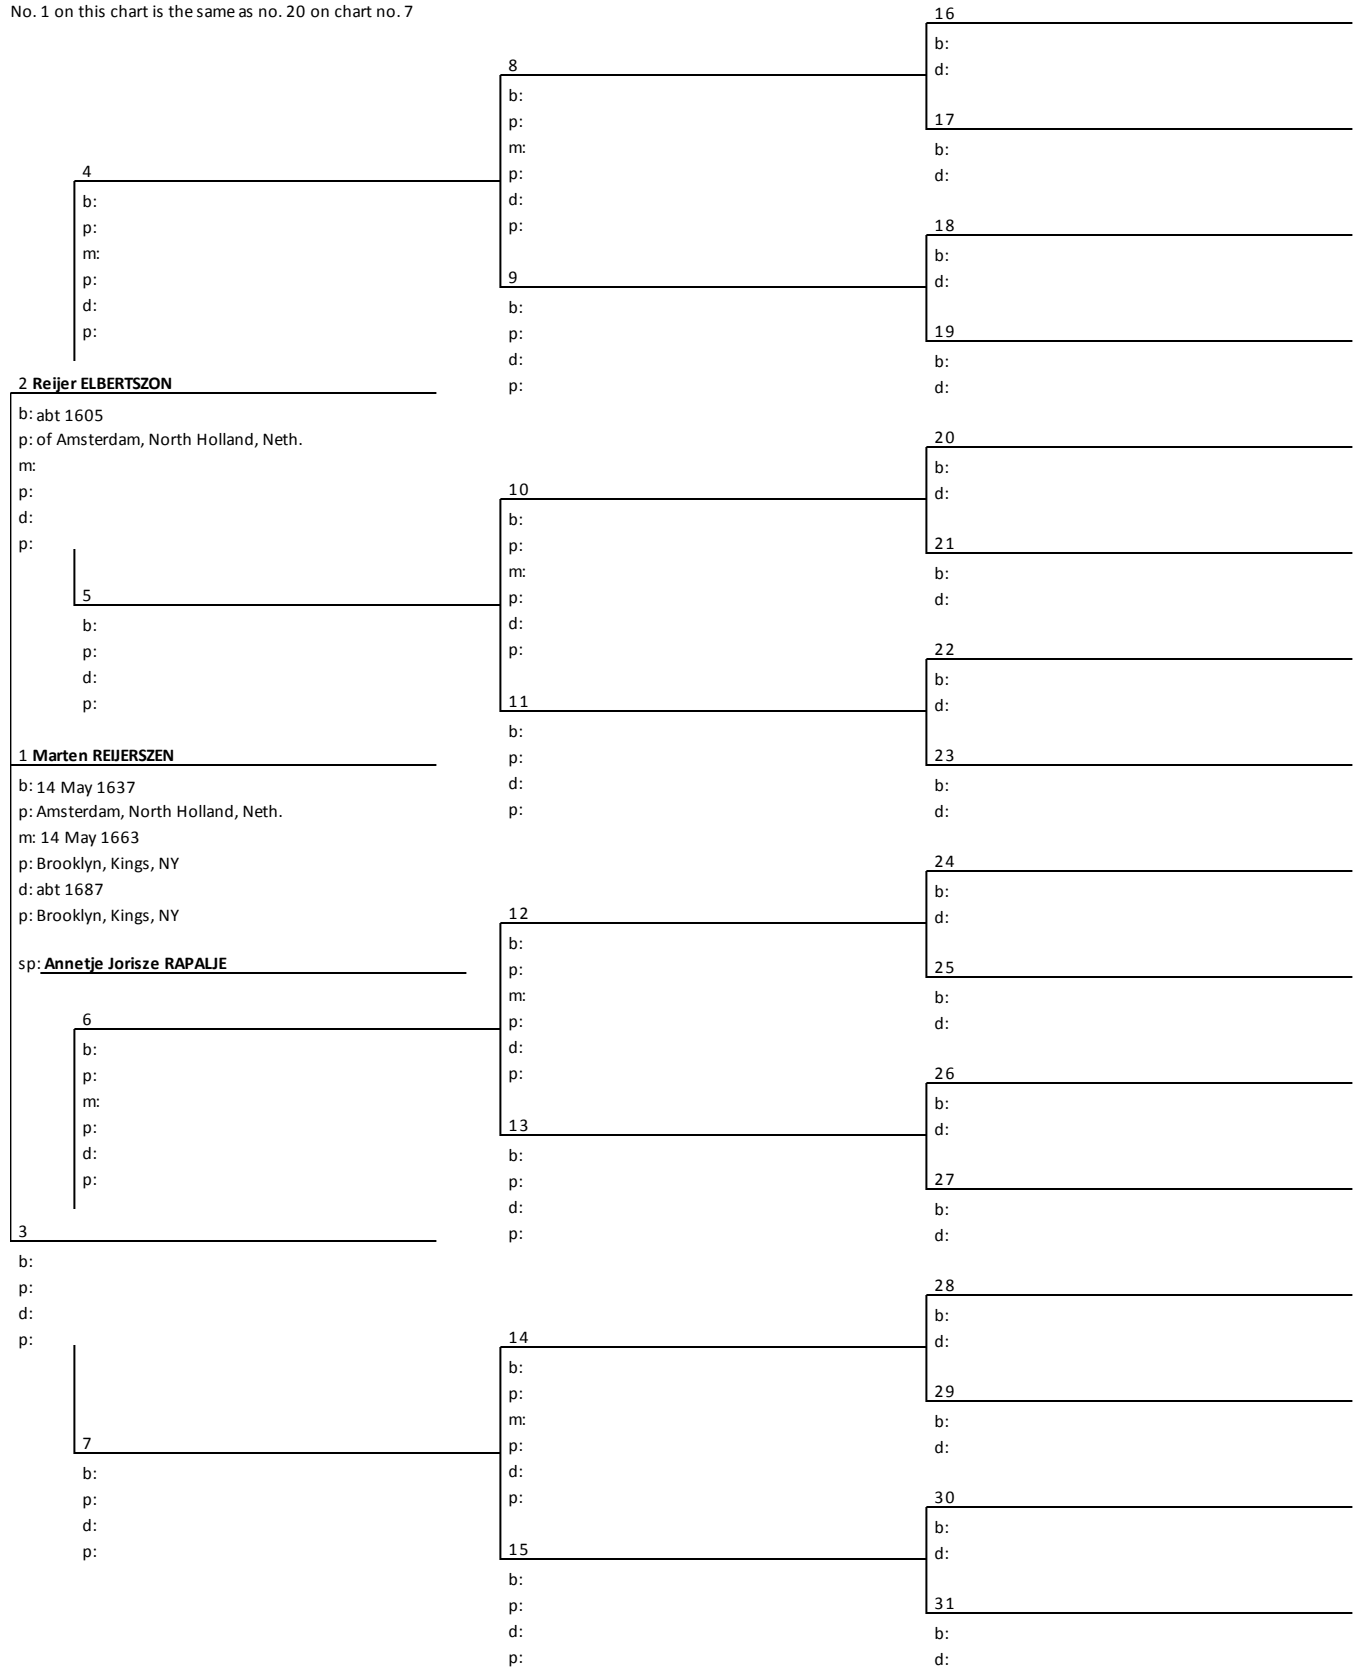 No. 1 on this chart is the same as no. 20 on chart no. 7
16
b:
d:
8
b:
p:
m:
p:
d:
p:
17
b:
d:
4
b:
p:
m:
p:
d:
p:
18
b:
d:
9
b:
p:
d:
p:
19
b:
d:
2 Reijer ELBERTSZON
b: abt 1605
p: of Amsterdam, North Holland, Neth.
m:
p:
d:
p:
20
b:
d:
10
b:
p:
m:
p:
d:
p:
21
b:
d:
5
b:
p:
d:
p:
22
b:
d:
11
b:
p:
d:
p:
23
b:
d:
1 Marten REIJERSZEN
b: 14 May 1637
p: Amsterdam, North Holland, Neth.
m: 14 May 1663
p: Brooklyn, Kings, NY
d: abt 1687
p: Brooklyn, Kings, NY
sp: Annetje Jorisze RAPALJE
24
b:
d:
12
b:
p:
m:
p:
d:
p:
25
b:
d:
6
b:
p:
m:
p:
d:
p:
26
b:
d:
13
b:
p:
d:
p:
27
b:
d:
3
b:
p:
d:
p:
28
b:
d:
14
b:
p:
m:
p:
d:
p:
29
b:
d:
7
b:
p:
d:
p:
30
b:
d:
15
b:
p:
d:
p:
31
b:
d: